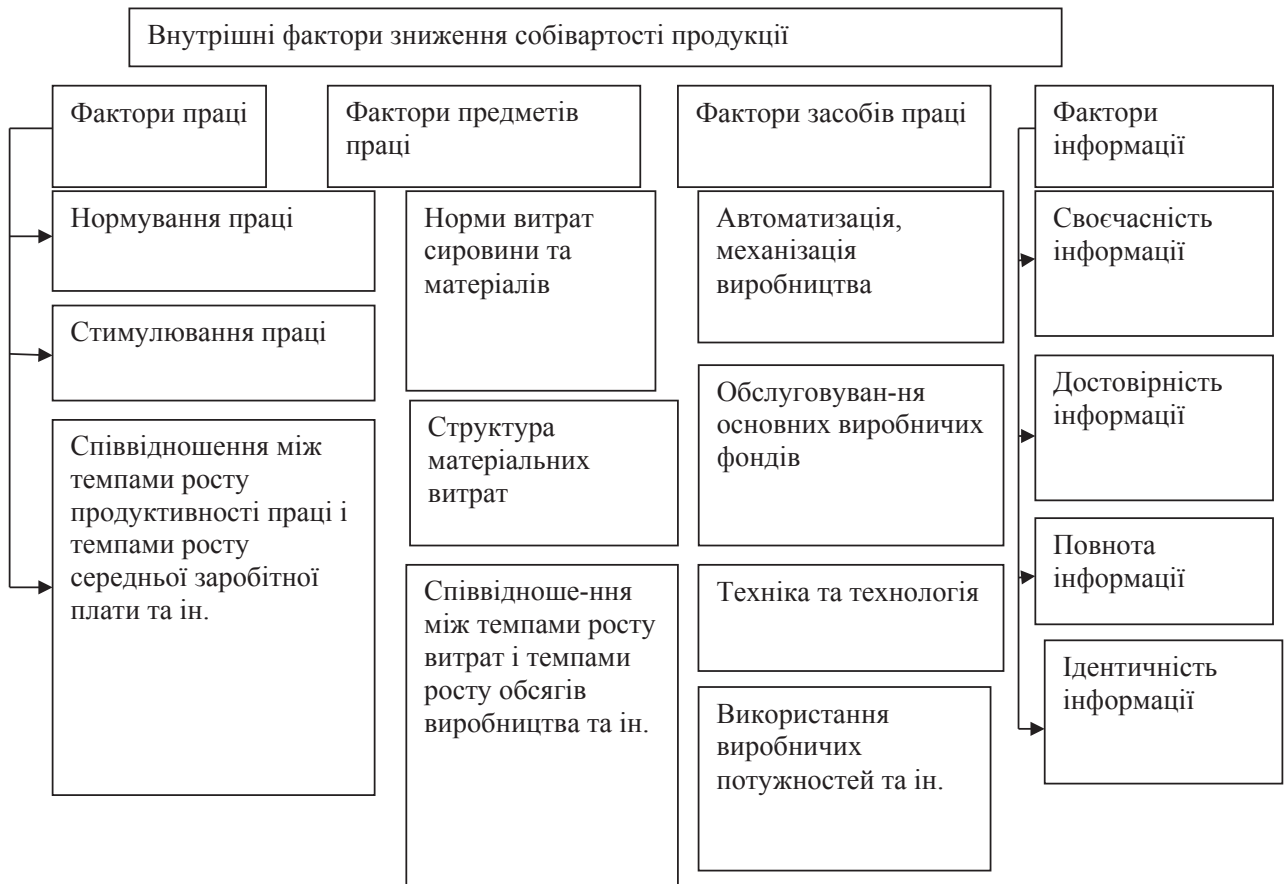 Внутрішні фактори зниження собівартості продукції
Фактори праці
Фактори предметів
праці
Фактори засобів праці
Фактори
інформації
Нормування праці
Стимулювання праці
Співвідношення між
темпами росту
продуктивності праці і
темпами росту
середньої заробітної
плати та ін.
Норми витрат
сировини та
матеріалів
Структура
матеріальних
витрат
Співвідноше-ння
між темпами росту
витрат і темпами
росту обсягів
виробництва та ін.
Автоматизація,
механізація
виробництва
Обслуговуван-ня
основних виробничих
фондів
Техніка та технологія
Використання
виробничих
потужностей та ін.
Своєчасність
інформації
Достовірність
інформації
Повнота
інформації
Ідентичність
інформації